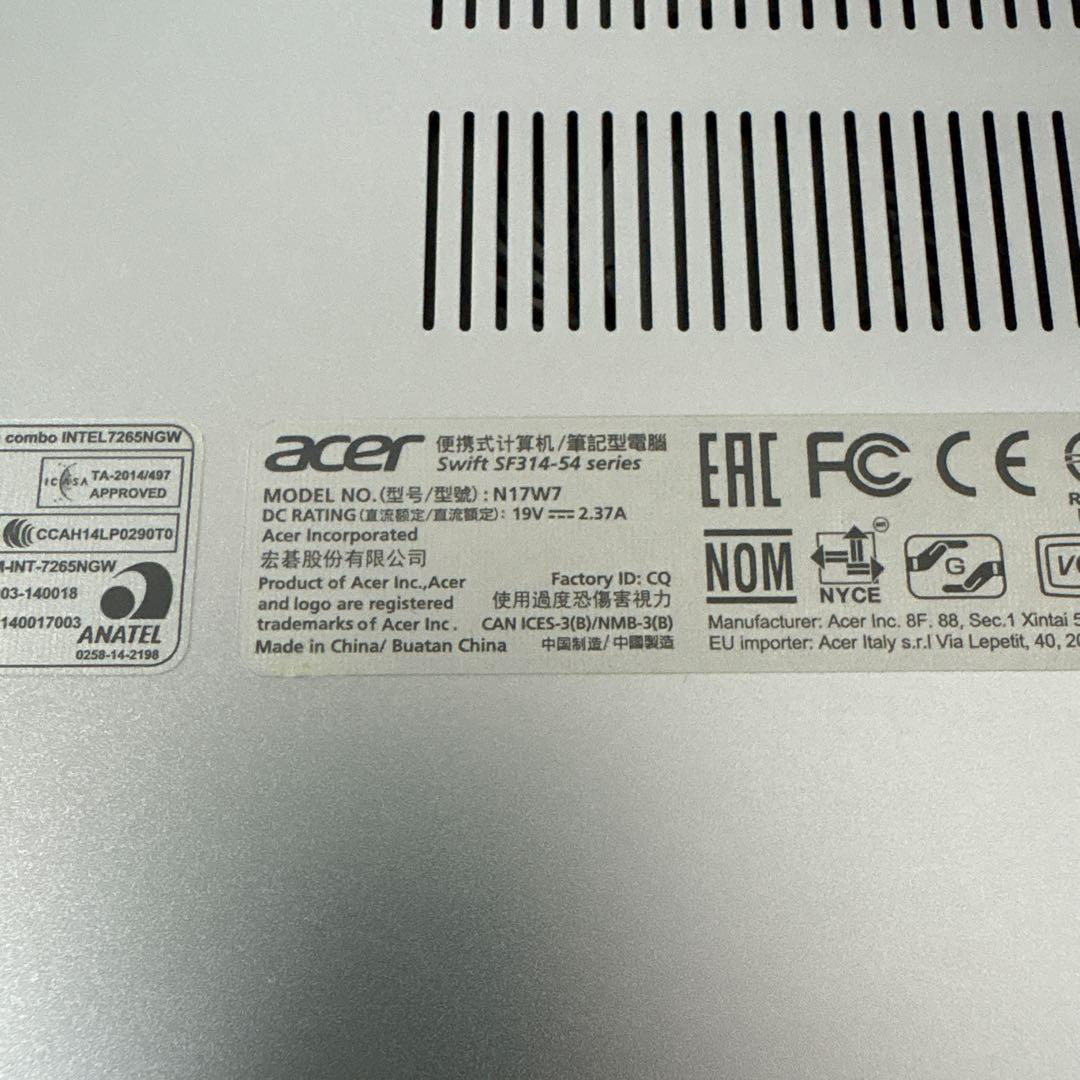 combo INTEL7265NGW
ICASA
TA-2014/497
APPROVED
CCAH14LP0290T0
M-INT-7265NGW
03-140018
140017003
ANATEL
0258-14-2198
acer 便携式计算机/筆記型電腦
Swift SF314-54 series
MODEL NO.(型号/型號): N17W7
DC RATING(直流额定/直流額定): 19V⎓2.37A
Acer Incorporated
宏碁股份有限公司
Product of Acer Inc.,Acer
and logo are registered
trademarks of Acer Inc.
Made in China/ Buatan China
Factory ID: CQ
使用過度恐傷害視力
CAN ICES-3(B)/NMB-3(B)
中国制造/中國製造
EAC FC CE
NOM
NYCE
G
VC
Manufacturer: Acer Inc. 8F. 88, Sec.1 Xintai 5
EU importer: Acer Italy s.r.l Via Lepetit, 40, 20